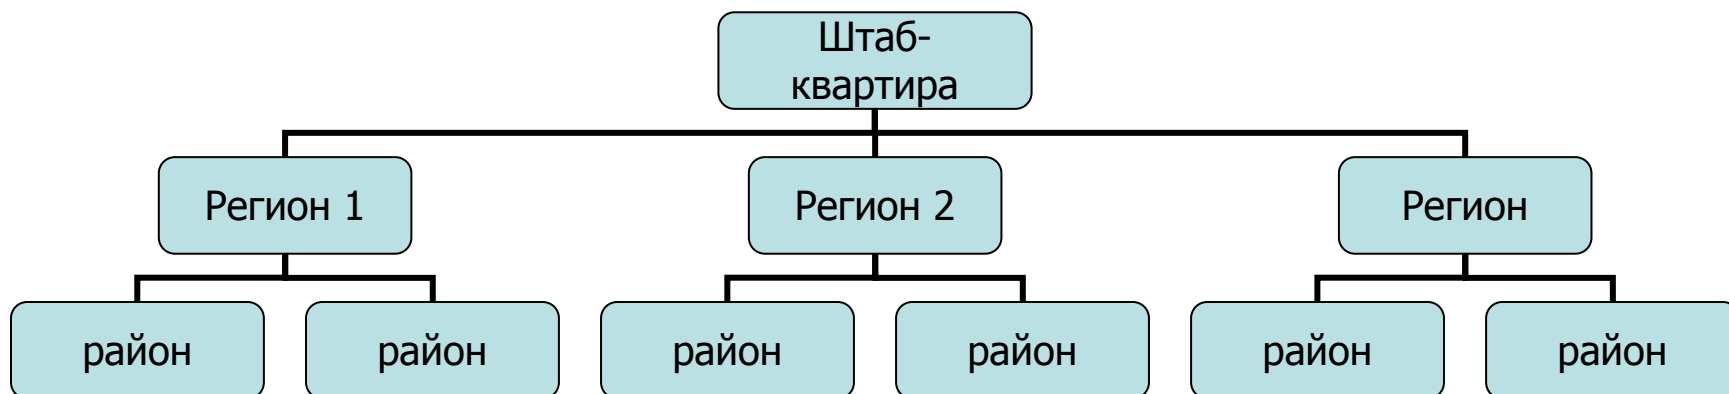 Штаб-
квартира
Регион 1
Регион 2
Регион
район
район
район
район
район
район